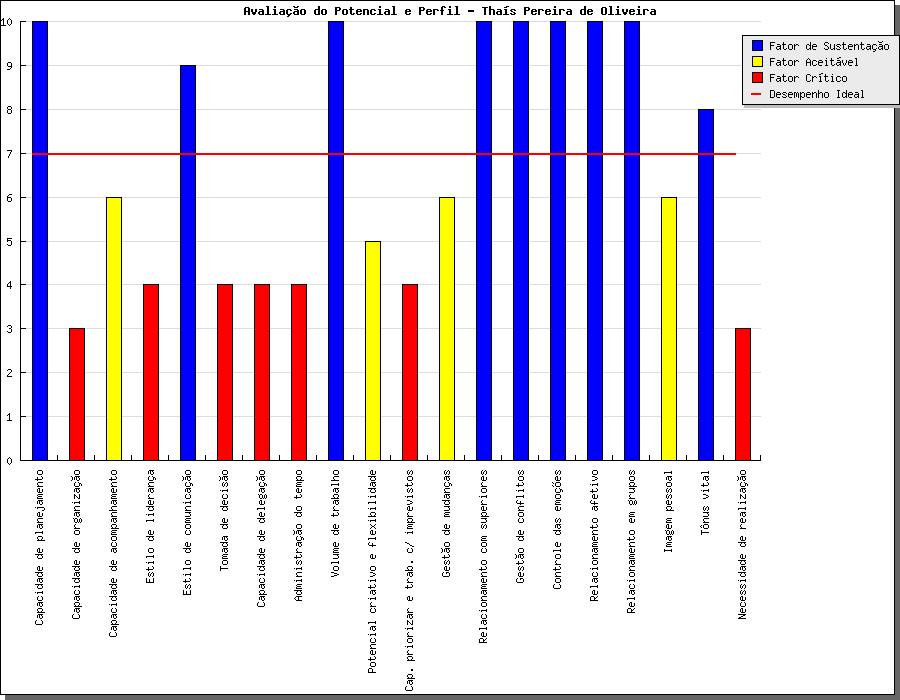 Avaliação do Potencial e Perfil - Thaís Pereira de Oliveira
Fator de Sustentação
Fator Aceitável
Fator Crítico
Desempenho Ideal
10
9
8
7
6
5
4
3
2
1
0
Capacidade de planejamento
Capacidade de organização
Capacidade de acompanhamento
Estilo de liderança
Estilo de comunicação
Tomada de decisão
Capacidade de delegação
Administração do tempo
Volume de trabalho
Potencial criativo e flexibilidade
Cap. priorizar e trab. c/ imprevistos
Gestão de mudanças
Relacionamento com superiores
Gestão de conflitos
Controle das emoções
Relacionamento afetivo
Relacionamento em grupos
Imagem pessoal
Tônus vital
Necessidade de realização